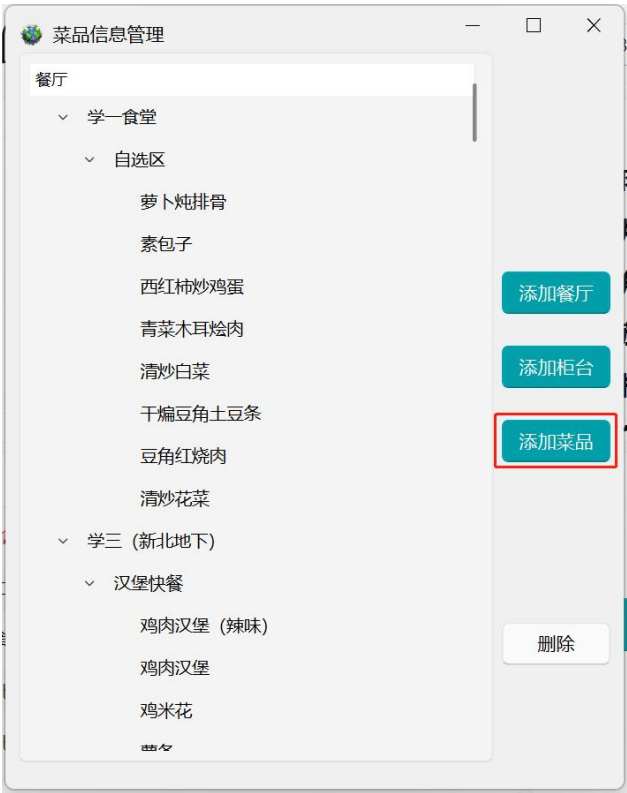 菜品信息管理
餐厅
学一食堂
自选区
萝卜炖排骨
素包子
西红柿炒鸡蛋
添加餐厅
青菜木耳烩肉
清炒白菜
添加柜台
干煸豆角土豆条
添加菜品
豆角红烧肉
清炒花菜
学三（新北地下）
汉堡快餐
鸡肉汉堡（辣味）
删除
鸡肉汉堡
鸡米花